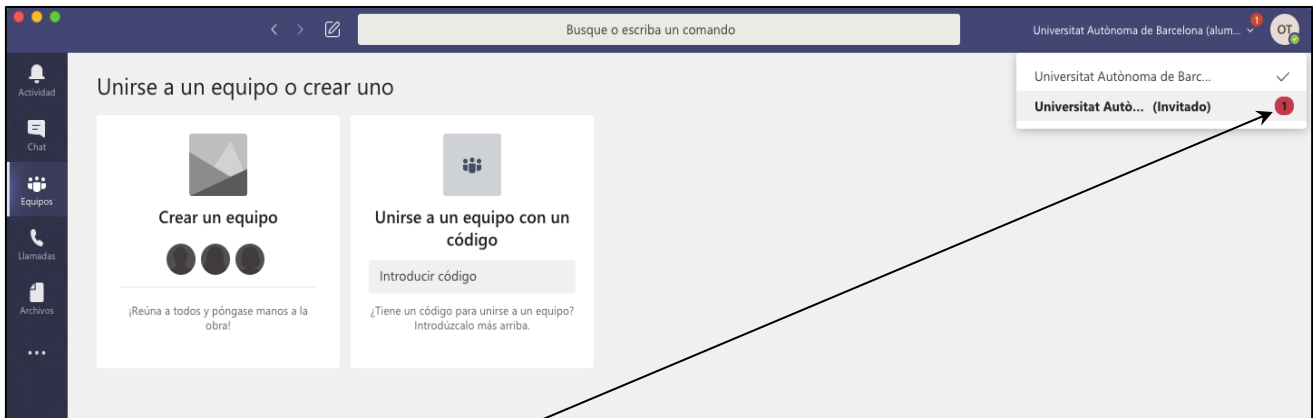 Busque o escriba un comando
Universitat Autònoma de Barcelona (alum...
1
OT
Actividad
Chat
Equipos
Llamadas
Archivos
Unirse a un equipo o crear uno
Crear un equipo
¡Reúna a todos y póngase manos a la
obra!
Unirse a un equipo con un
código
Introducir código
¿Tiene un código para unirse a un equipo?
Introdúzcalo más arriba.
Universitat Autònoma de Barc...
Universitat Autò... (Invitado)
1